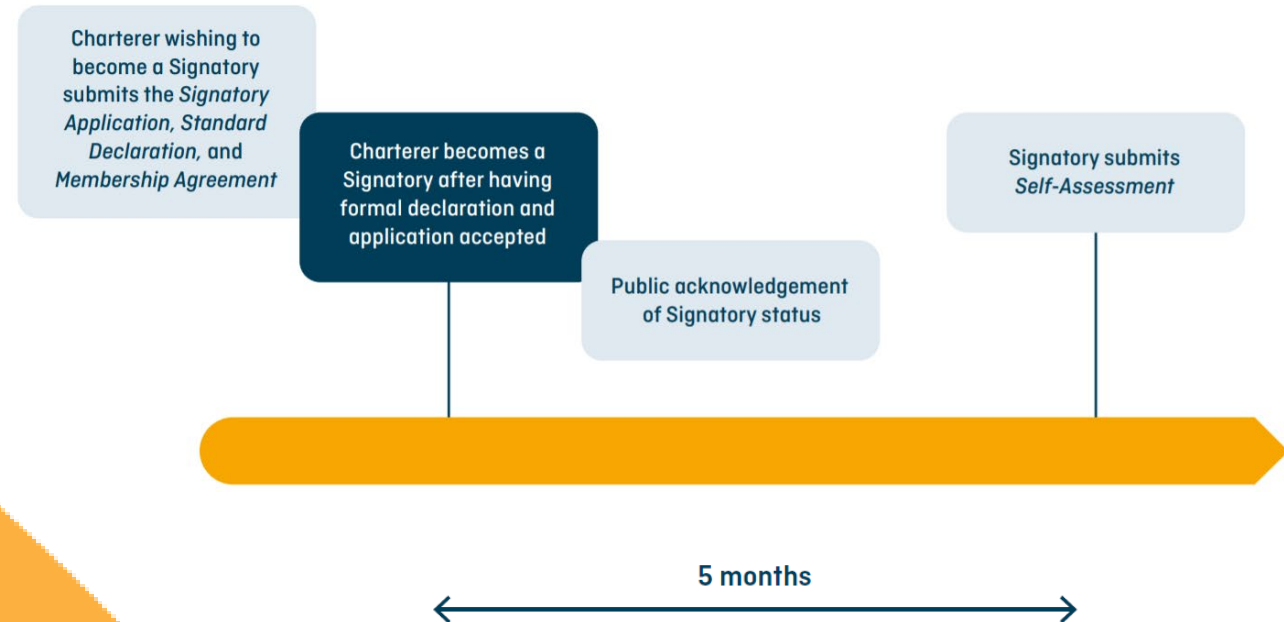 Charterer wishing to
become a Signatory
submits the Signatory
Application, Standard
Declaration, and
Membership Agreement
Charterer becomes a
Signatory after having
formal declaration and
application accepted
Public acknowledgement
of Signatory status
Signatory submits
Self-Assessment
5 months